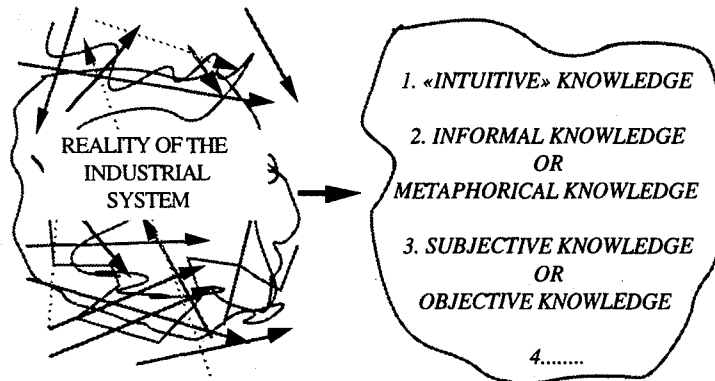 REALITY OF THE
INDUSTRIAL
SYSTEM
1. «INTUITIVE» KNOWLEDGE
2. INFORMAL KNOWLEDGE
OR
METAPHORICAL KNOWLEDGE
3. SUBJECTIVE KNOWLEDGE
OR
OBJECTIVE KNOWLEDGE
4........